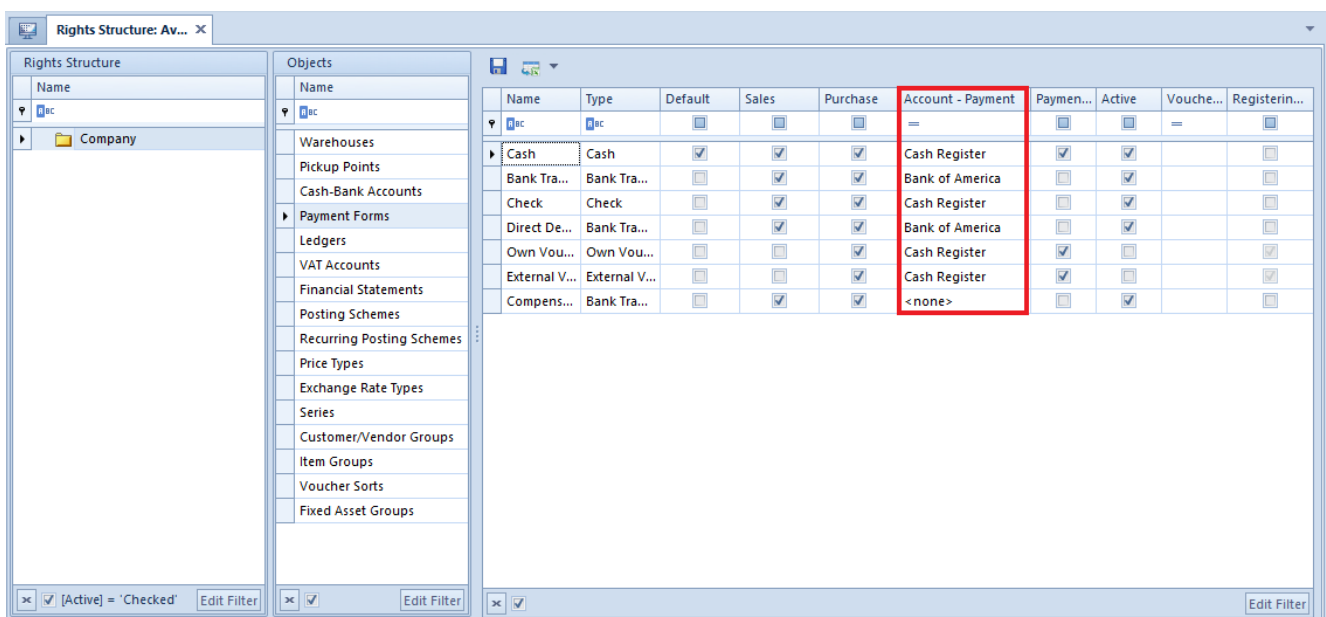 Rights Structure: Av...
Rights Structure
Name
Company
[Active] = 'Checked'
Edit Filter
Objects
Name
Warehouses
Pickup Points
Cash-Bank Accounts
Payment Forms
Ledgers
VAT Accounts
Financial Statements
Posting Schemes
Recurring Posting Schemes
Price Types
Exchange Rate Types
Series
Customer/Vendor Groups
Item Groups
Voucher Sorts
Fixed Asset Groups
Edit Filter
Name Type Default Sales Purchase Account - Payment Paymen... Active Vouche... Registerin...
=  =
Cash Cash Cash Register
Bank Tra... Bank Tra... Bank of America
Check Check Cash Register
Direct De... Bank Tra... Bank of America
Own Vou... Own Vou... Cash Register
External V... External V... Cash Register
Compens... Bank Tra... <none>
Edit Filter